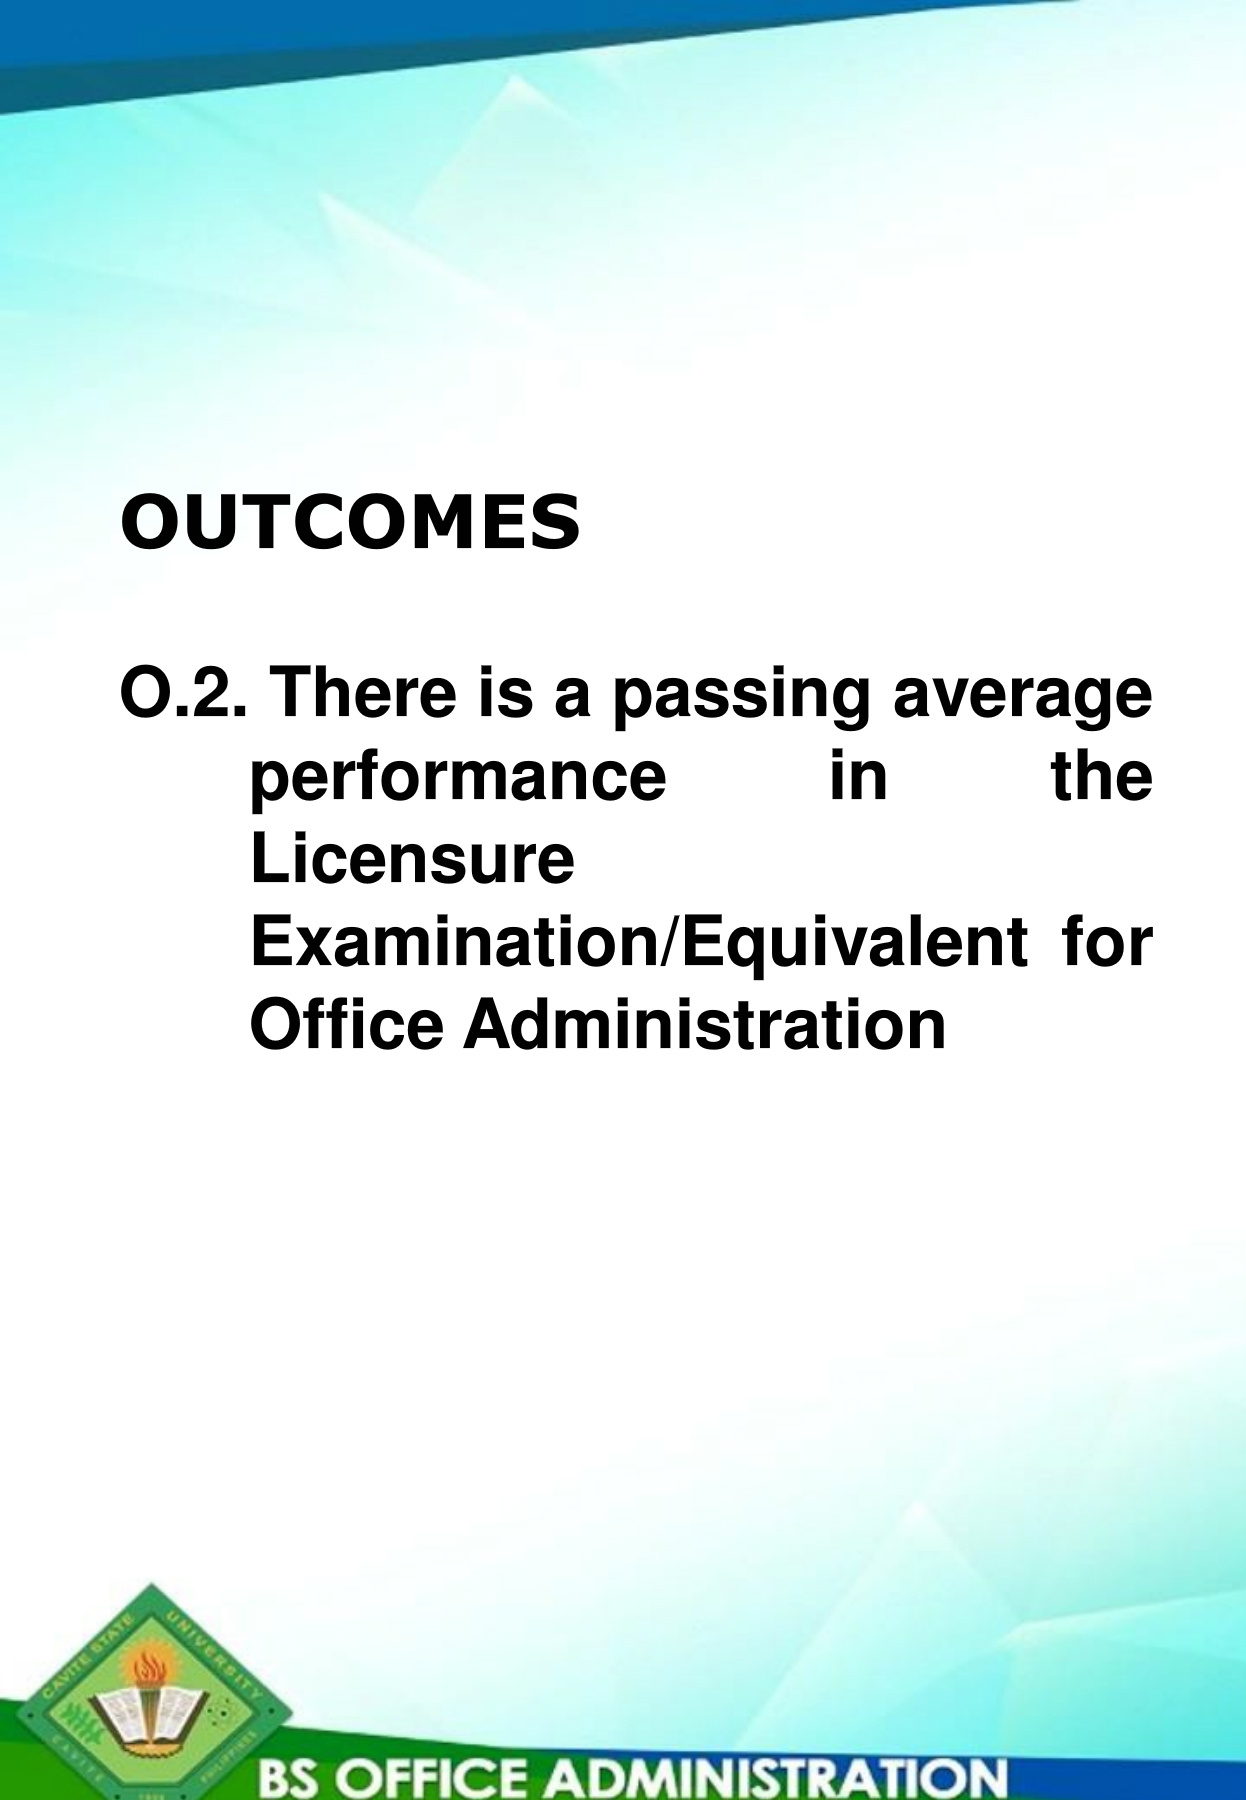 OUTCOMES
O.2. There is a passing average
performance in the
Licensure
Examination/Equivalent for
Office Administration
CAVITE STATE UNIVERSITY
CAVITE PHILIPPINES
BS OFFICE ADMINISTRATION